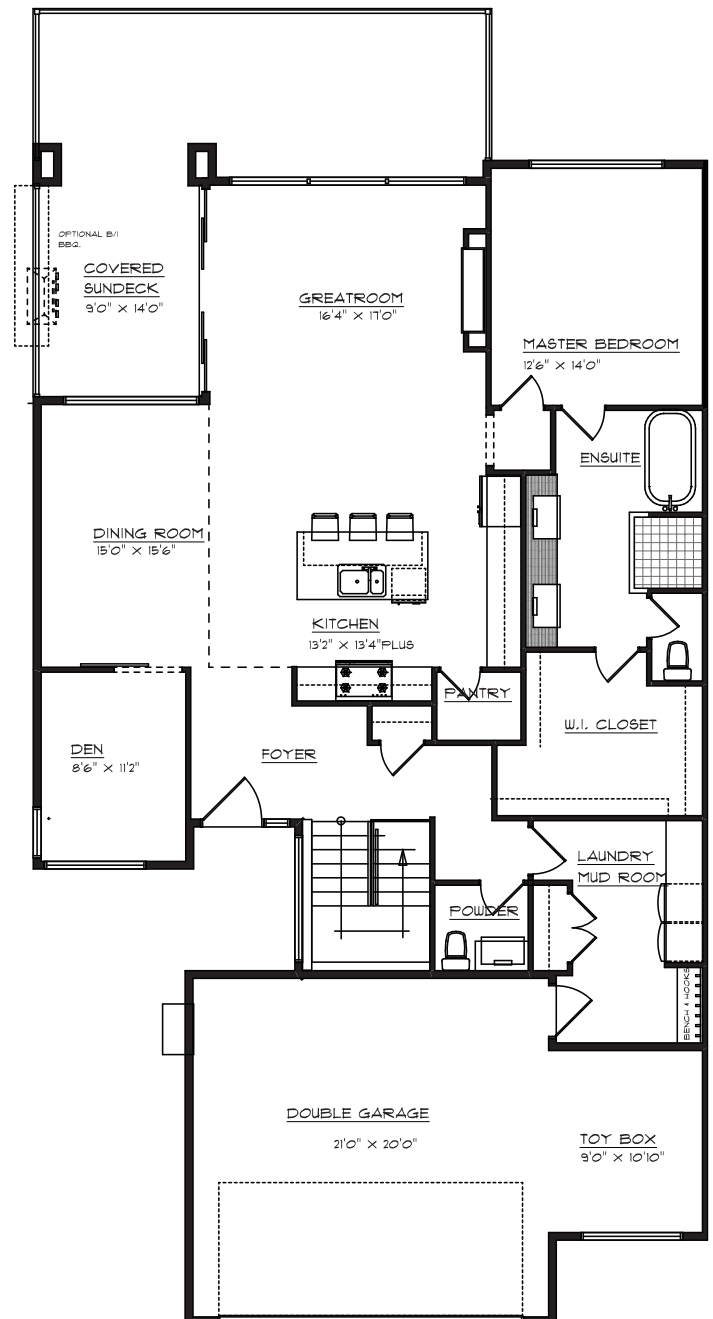 OPTIONAL B/I
BBQ.
COVERED
SUNDECK
9'0" X 14'0"
GREATROOM
16'4" X 17'0"
MASTER BEDROOM
12'6" X 14'0"
ENSUITE
DINING ROOM
15'0" X 15'6"
KITCHEN
13'2" X 13'4"PLUS
PANTRY
W.I. CLOSET
DEN
8'6" X 11'2"
FOYER
LAUNDRY
MUD ROOM
POWDER
BENCH & HOOKS
DOUBLE GARAGE
21'0" X 20'0"
TOY BOX
9'0" X 10'10"